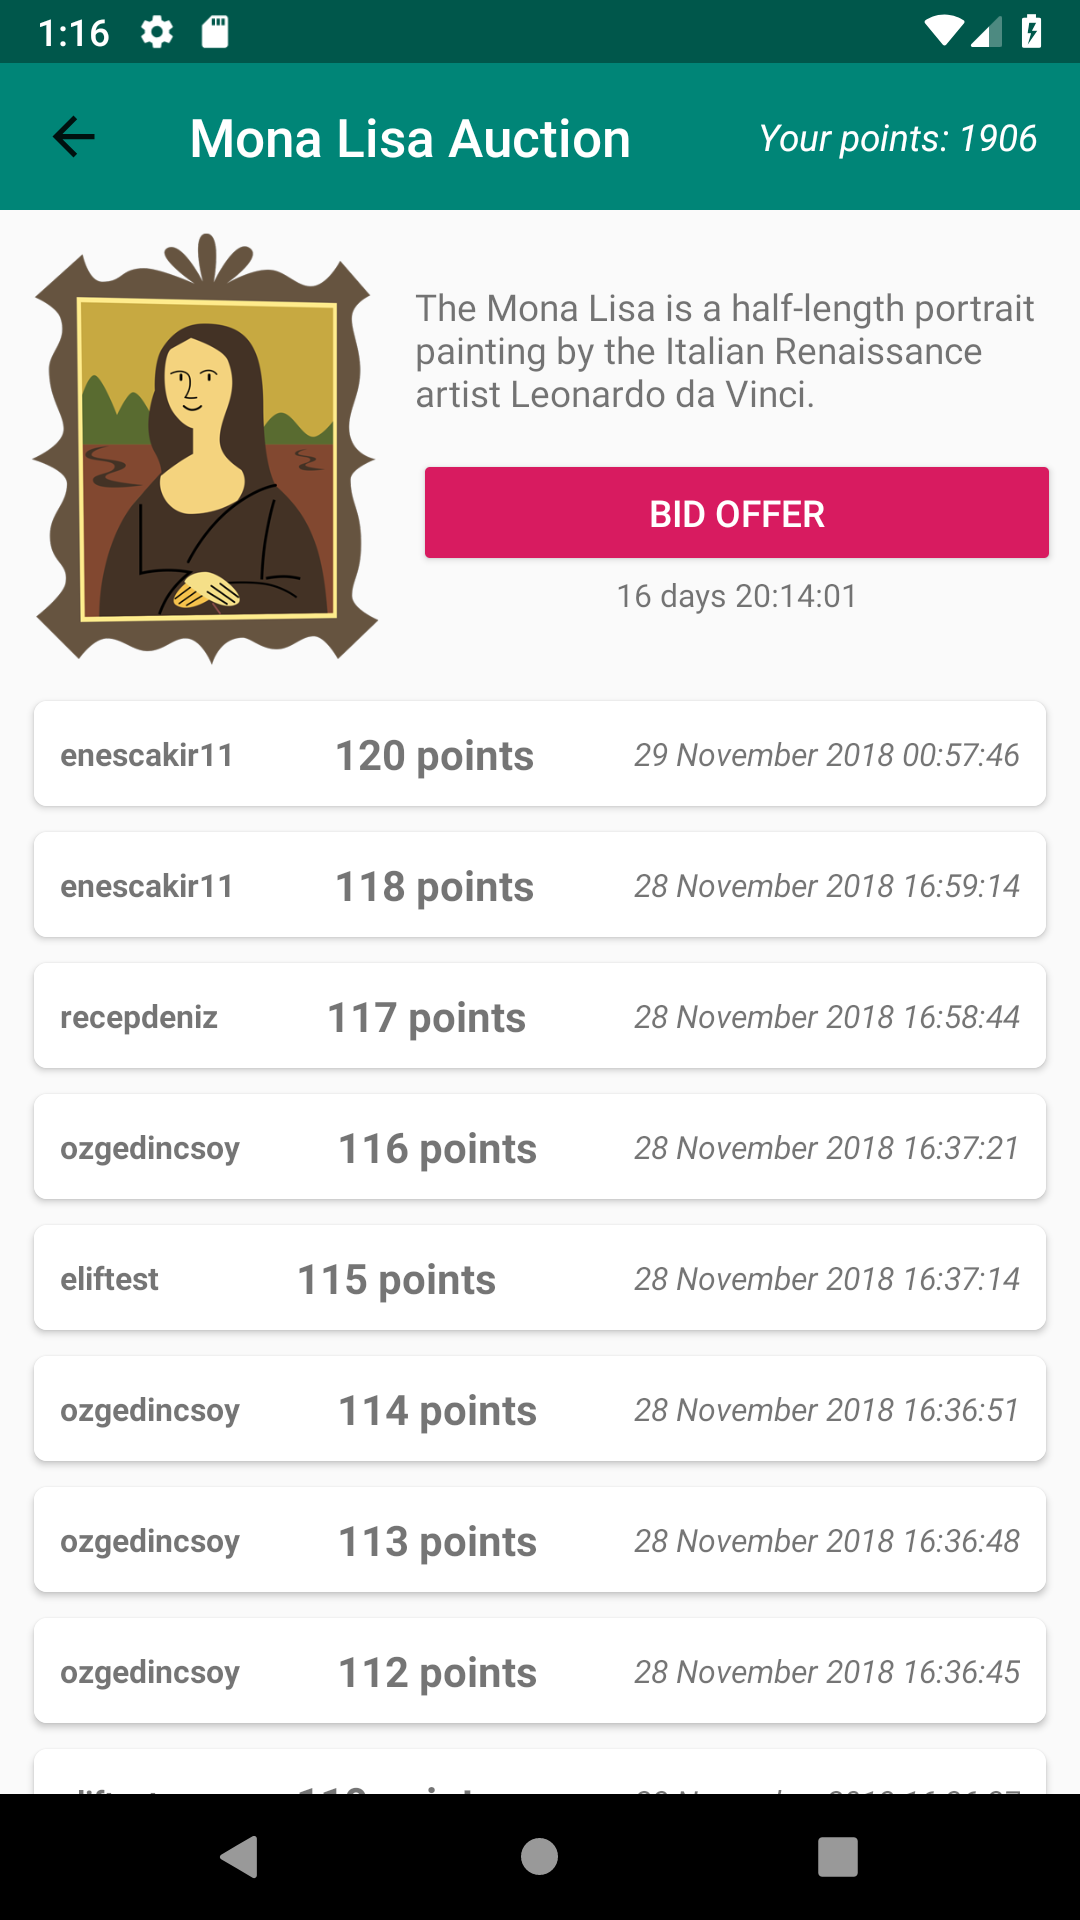 1:16
Mona Lisa Auction
Your points: 1906
The Mona Lisa is a half-length portrait
painting by the Italian Renaissance
artist Leonardo da Vinci.
BID OFFER
16 days 20:14:01
enescakir11 120 points 29 November 2018 00:57:46
enescakir11 118 points 28 November 2018 16:59:14
recepdeniz 117 points 28 November 2018 16:58:44
ozgedincsoy 116 points 28 November 2018 16:37:21
eliftest 115 points 28 November 2018 16:37:14
ozgedincsoy 114 points 28 November 2018 16:36:51
ozgedincsoy 113 points 28 November 2018 16:36:48
ozgedincsoy 112 points 28 November 2018 16:36:45